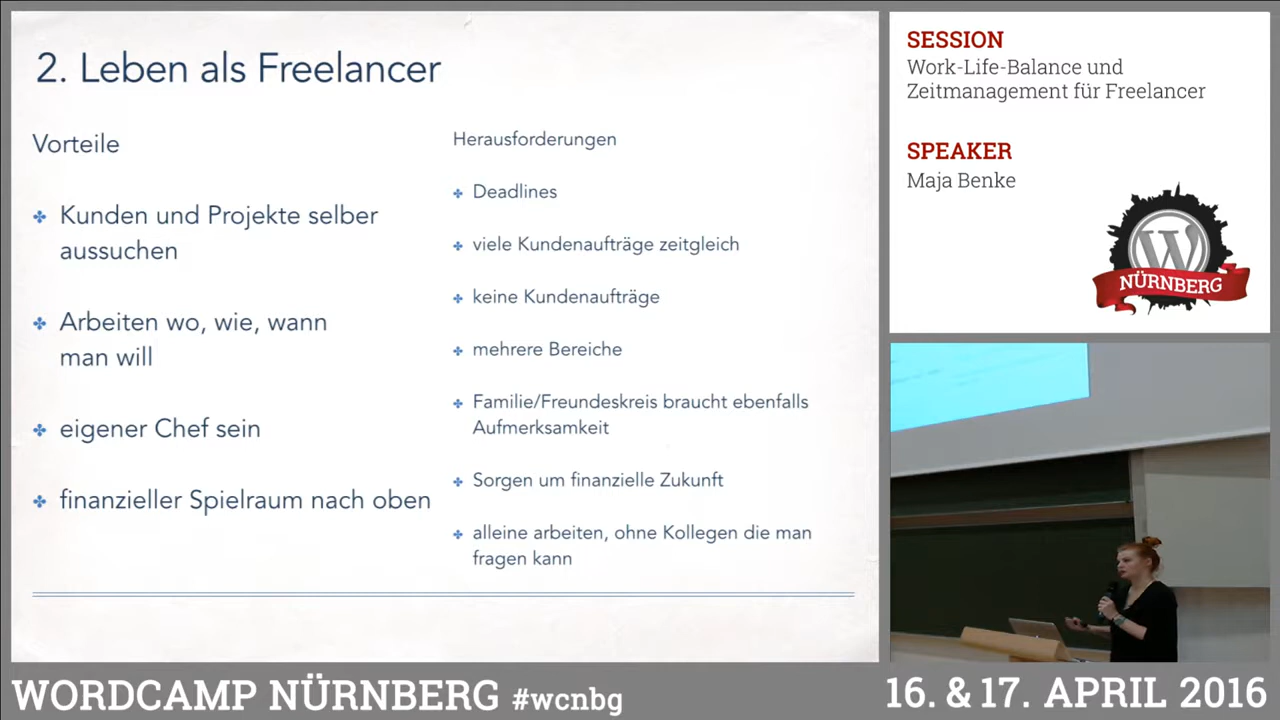 2. Leben als Freelancer
Vorteile
Kunden und Projekte selber
aussuchen
Arbeiten wo, wie, wann
man will
eigener Chef sein
finanzieller Spielraum nach oben
Herausforderungen
Deadlines
viele Kundenaufträge zeitgleich
keine Kundenaufträge
mehrere Bereiche
Familie/Freundeskreis braucht ebenfalls
Aufmerksamkeit
Sorgen um finanzielle Zukunft
alleine arbeiten, ohne Kollegen die man
fragen kann
SESSION
Work-Life-Balance und
Zeitmanagement für Freelancer
SPEAKER
Maja Benke
W
NÜRNBERG
WORDCAMP NÜRNBERG #wcnbg
16. & 17. APRIL 2016